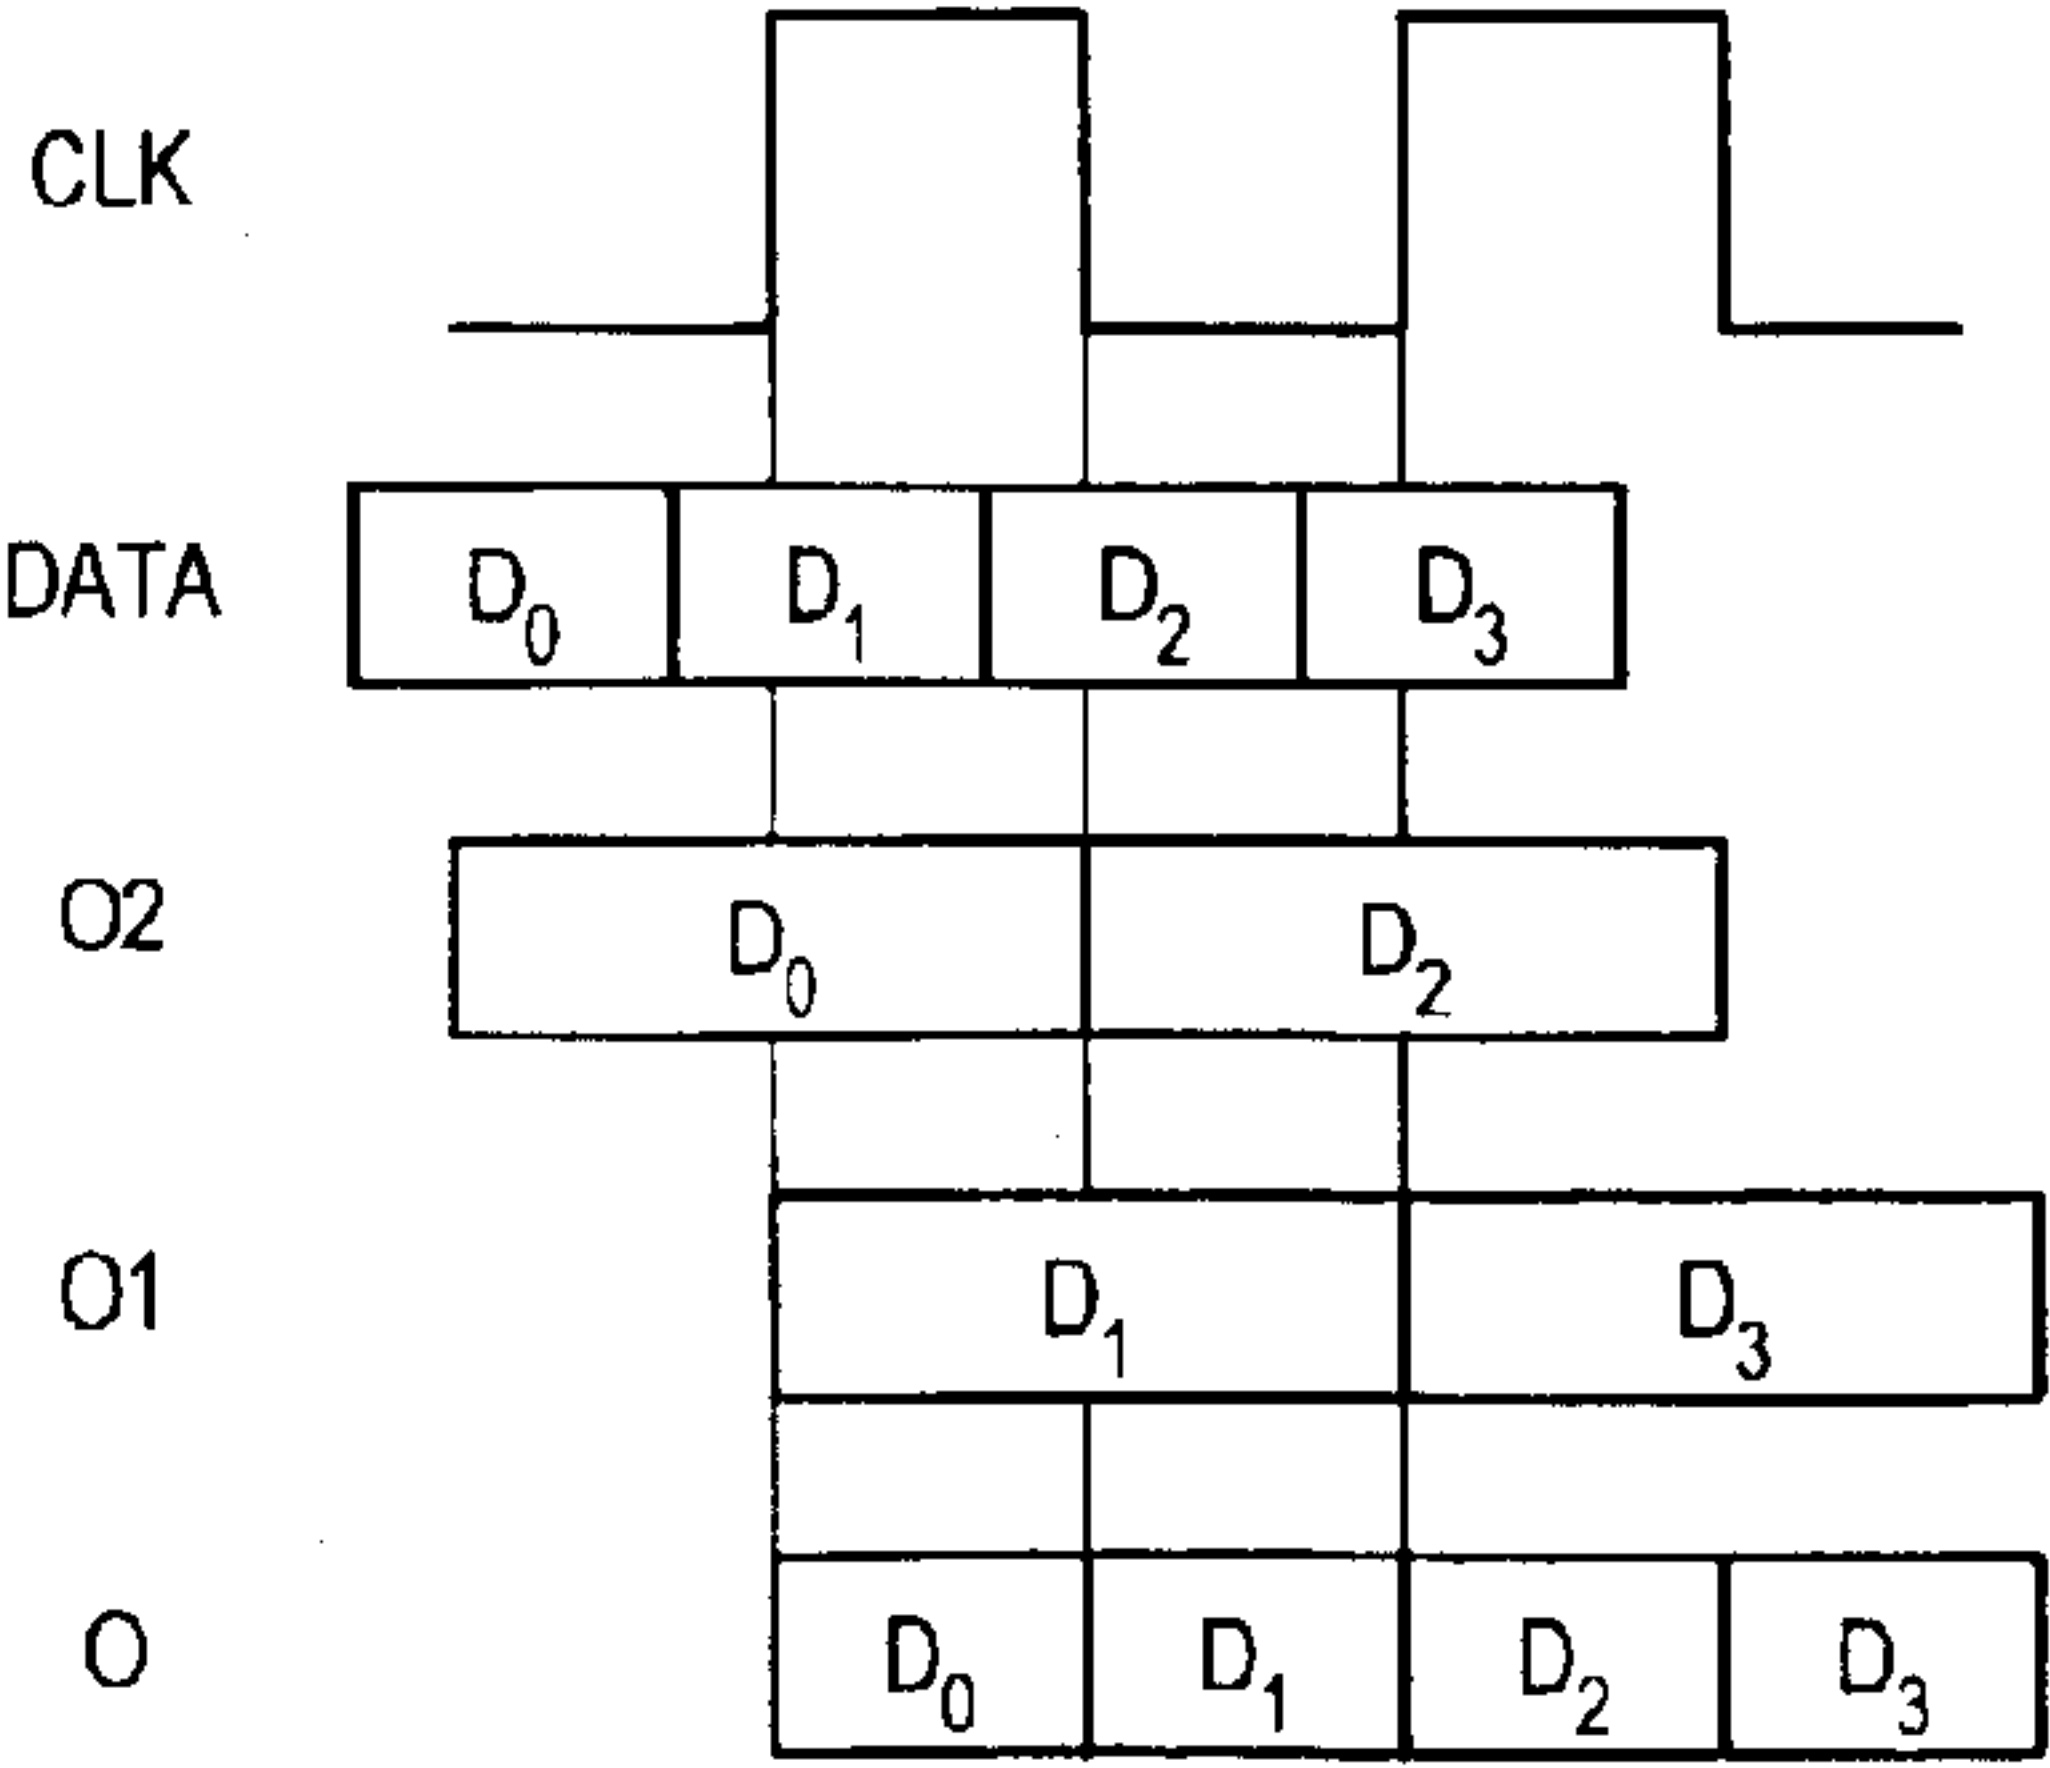 CLK
DATA D0 D1 D2 D3
O2 D0 D2
O1 D1 D3
O D0 D1 D2 D3